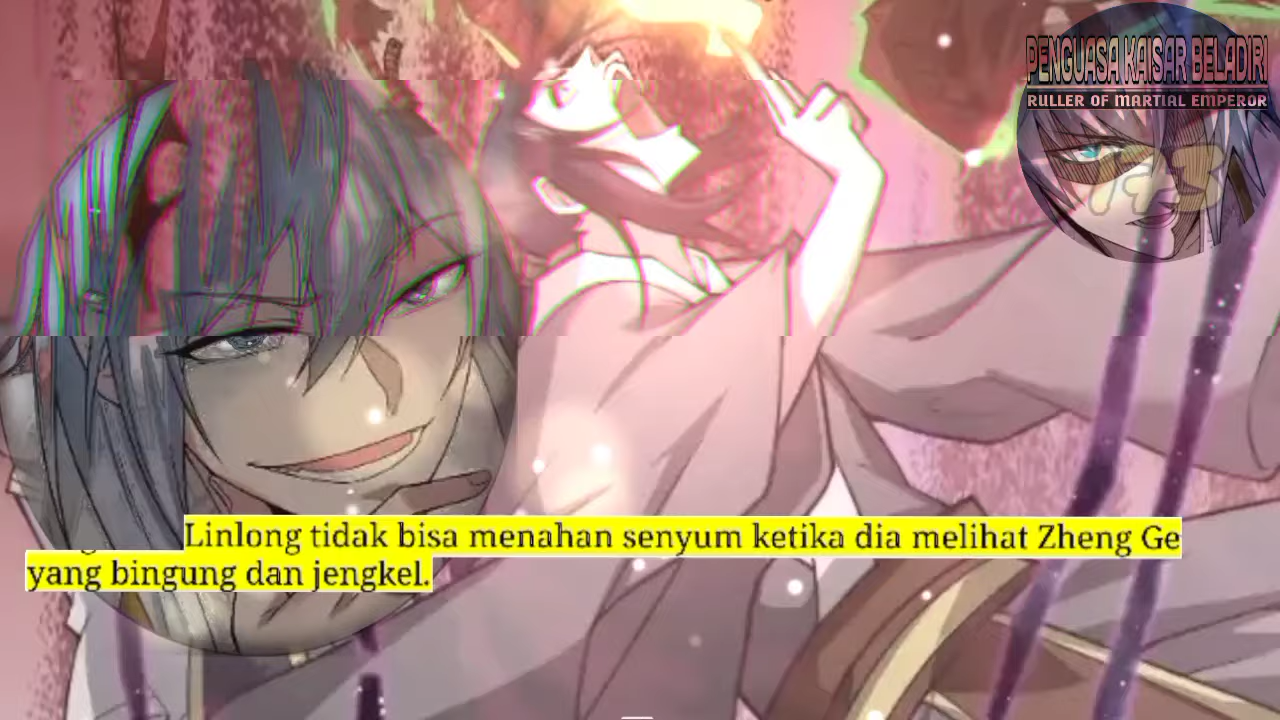 PENGUASA KAISAR BELADIRI
RULLER OF MARTIAL EMPEROR
Linlong tidak bisa menahan senyum ketika dia melihat Zheng Ge
yang bingung dan jengkel.